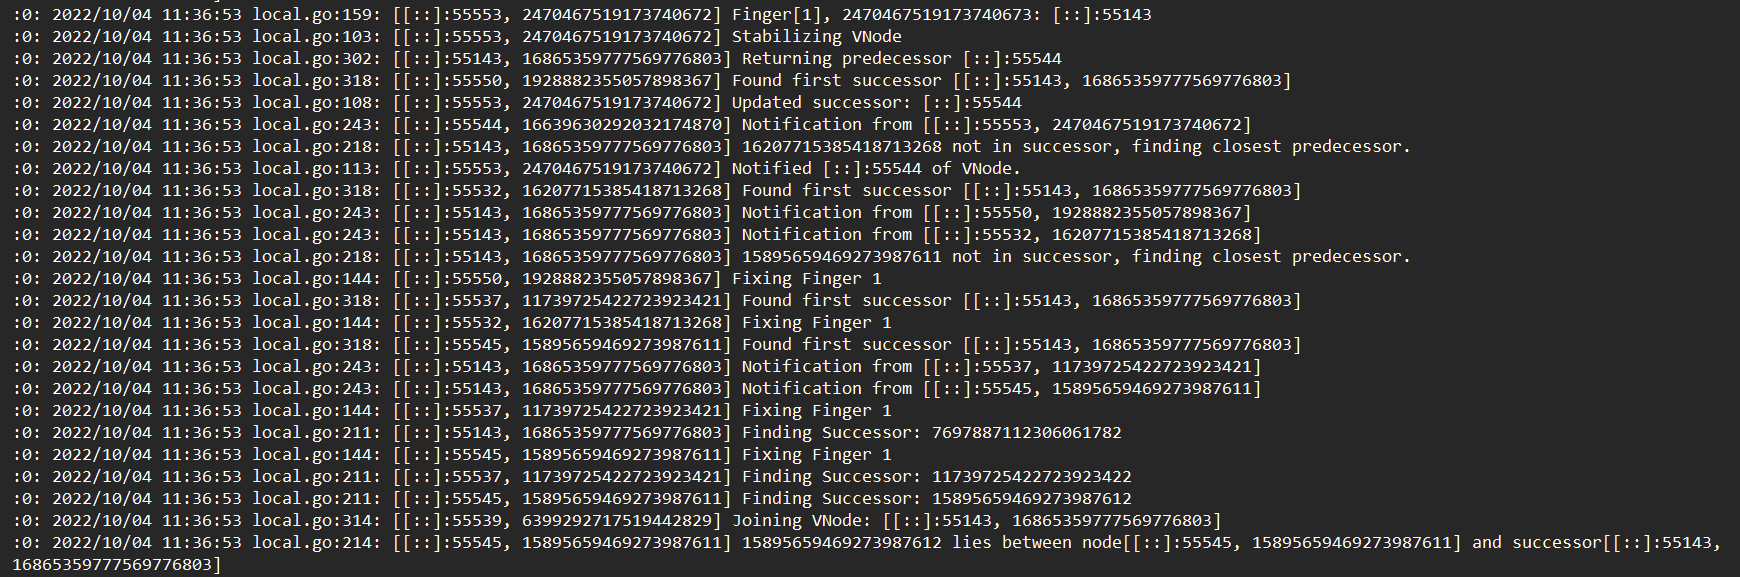 :0: 2022/10/04 11:36:53 local.go:159: [[::]:55553, 2470467519173740672] Finger[1], 2470467519173740673: [::]:55143
:0: 2022/10/04 11:36:53 local.go:103: [[::]:55553, 2470467519173740672] Stabilizing VNode
:0: 2022/10/04 11:36:53 local.go:302: [[::]:55143, 16865359777569776803] Returning predecessor [::]:55544
:0: 2022/10/04 11:36:53 local.go:318: [[::]:55550, 1928882355057898367] Found first successor [[::]:55143, 16865359777569776803]
:0: 2022/10/04 11:36:53 local.go:108: [[::]:55553, 2470467519173740672] Updated successor: [::]:55544
:0: 2022/10/04 11:36:53 local.go:243: [[::]:55544, 16639630292032174870] Notification from [[::]:55553, 2470467519173740672]
:0: 2022/10/04 11:36:53 local.go:218: [[::]:55143, 16865359777569776803] 16207715385418713268 not in successor, finding closest predecessor.
:0: 2022/10/04 11:36:53 local.go:113: [[::]:55553, 2470467519173740672] Notified [::]:55544 of VNode.
:0: 2022/10/04 11:36:53 local.go:318: [[::]:55532, 16207715385418713268] Found first successor [[::]:55143, 16865359777569776803]
:0: 2022/10/04 11:36:53 local.go:243: [[::]:55143, 16865359777569776803] Notification from [[::]:55550, 1928882355057898367]
:0: 2022/10/04 11:36:53 local.go:243: [[::]:55143, 16865359777569776803] Notification from [[::]:55532, 16207715385418713268]
:0: 2022/10/04 11:36:53 local.go:218: [[::]:55143, 16865359777569776803] 15895659469273987611 not in successor, finding closest predecessor.
:0: 2022/10/04 11:36:53 local.go:144: [[::]:55550, 1928882355057898367] Fixing Finger 1
:0: 2022/10/04 11:36:53 local.go:318: [[::]:55537, 11739725422723923421] Found first successor [[::]:55143, 16865359777569776803]
:0: 2022/10/04 11:36:53 local.go:144: [[::]:55532, 16207715385418713268] Fixing Finger 1
:0: 2022/10/04 11:36:53 local.go:318: [[::]:55545, 15895659469273987611] Found first successor [[::]:55143, 16865359777569776803]
:0: 2022/10/04 11:36:53 local.go:243: [[::]:55143, 16865359777569776803] Notification from [[::]:55537, 11739725422723923421]
:0: 2022/10/04 11:36:53 local.go:243: [[::]:55143, 16865359777569776803] Notification from [[::]:55545, 15895659469273987611]
:0: 2022/10/04 11:36:53 local.go:144: [[::]:55537, 11739725422723923421] Fixing Finger 1
:0: 2022/10/04 11:36:53 local.go:211: [[::]:55143, 16865359777569776803] Finding Successor: 7697887112306061782
:0: 2022/10/04 11:36:53 local.go:144: [[::]:55545, 15895659469273987611] Fixing Finger 1
:0: 2022/10/04 11:36:53 local.go:211: [[::]:55537, 11739725422723923421] Finding Successor: 11739725422723923422
:0: 2022/10/04 11:36:53 local.go:211: [[::]:55545, 15895659469273987611] Finding Successor: 15895659469273987612
:0: 2022/10/04 11:36:53 local.go:314: [[::]:55539, 6399292717519442829] Joining VNode: [[::]:55143, 16865359777569776803]
:0: 2022/10/04 11:36:53 local.go:214: [[::]:55545, 15895659469273987611] 15895659469273987612 lies between node[[::]:55545, 15895659469273987611] and successor[[::]:55143,
16865359777569776803]